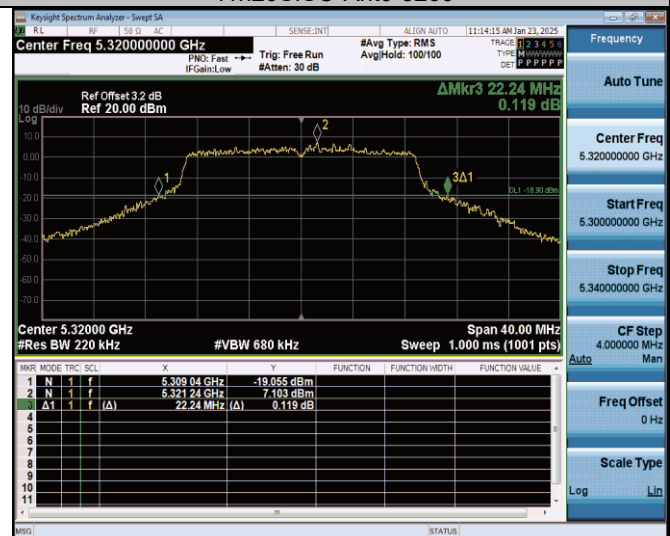 Keysight Spectrum Analyzer - Swept SA
RL RF 50 Ω AC SENSE:INT ALIGN AUTO 11:14:15 AM Jan 23, 2025
Center Freq 5.320000000 GHz
PNO: Fast
IFGain:Low
Trig: Free Run
#Atten: 30 dB
#Avg Type: RMS
Avg|Hold: 100/100
TRACE 1 2 3 4 5 6
TYPE M WWWWW
DET P P P P P P
Frequency
Auto Tune
Center Freq
5.320000000 GHz
Start Freq
5.300000000 GHz
Stop Freq
5.340000000 GHz
CF Step
4.000000 MHz
Auto Man
Freq Offset
0 Hz
Scale Type
Log Lin
Ref Offset 3.2 dB
10 dB/div Ref 20.00 dBm
Log
ΔMkr3 22.24 MHz
0.119 dB
10.0
0.00
-10.0
-20.0
-30.0
-40.0
-50.0
-60.0
-70.0
1
2
3Δ1
DL1 -18.90 dBm
Center 5.32000 GHz Span 40.00 MHz
#Res BW 220 kHz #VBW 680 kHz Sweep 1.000 ms (1001 pts)
MKR MODE TRC SCL X Y FUNCTION FUNCTION WIDTH FUNCTION VALUE
1 N 1 f 5.309 04 GHz -19.055 dBm
2 N 1 f 5.321 24 GHz 7.103 dBm
3 Δ1 1 f (Δ) 22.24 MHz (Δ) 0.119 dB
4
5
6
7
8
9
10
11
MSG STATUS